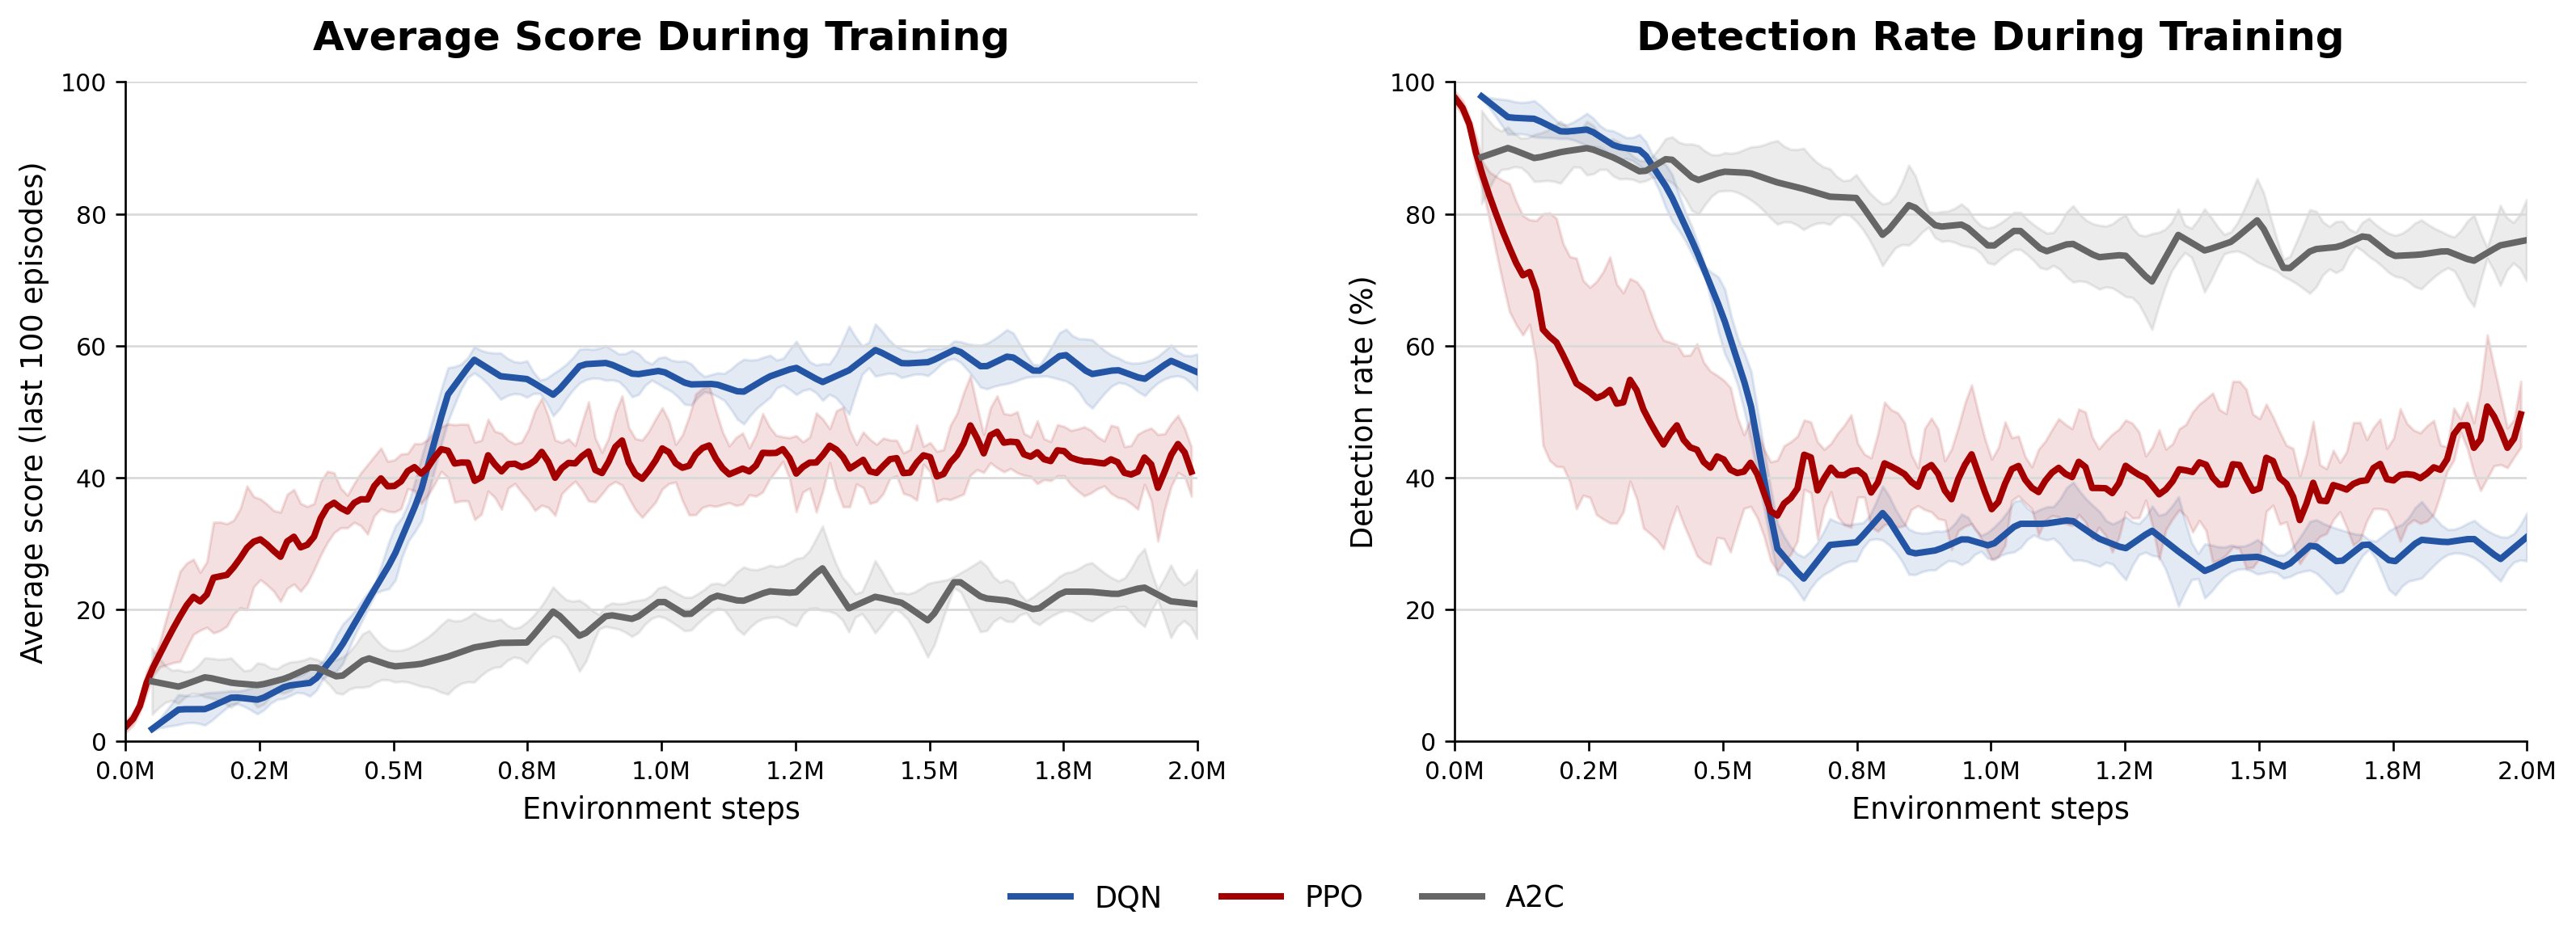 Average Score During Training
Average score (last 100 episodes)
100
80
60
40
20
0
0.0M 0.2M 0.5M 0.8M 1.0M 1.2M 1.5M 1.8M 2.0M
Environment steps
Detection Rate During Training
Detection rate (%)
100
80
60
40
20
0
0.0M 0.2M 0.5M 0.8M 1.0M 1.2M 1.5M 1.8M 2.0M
Environment steps
DQN PPO A2C